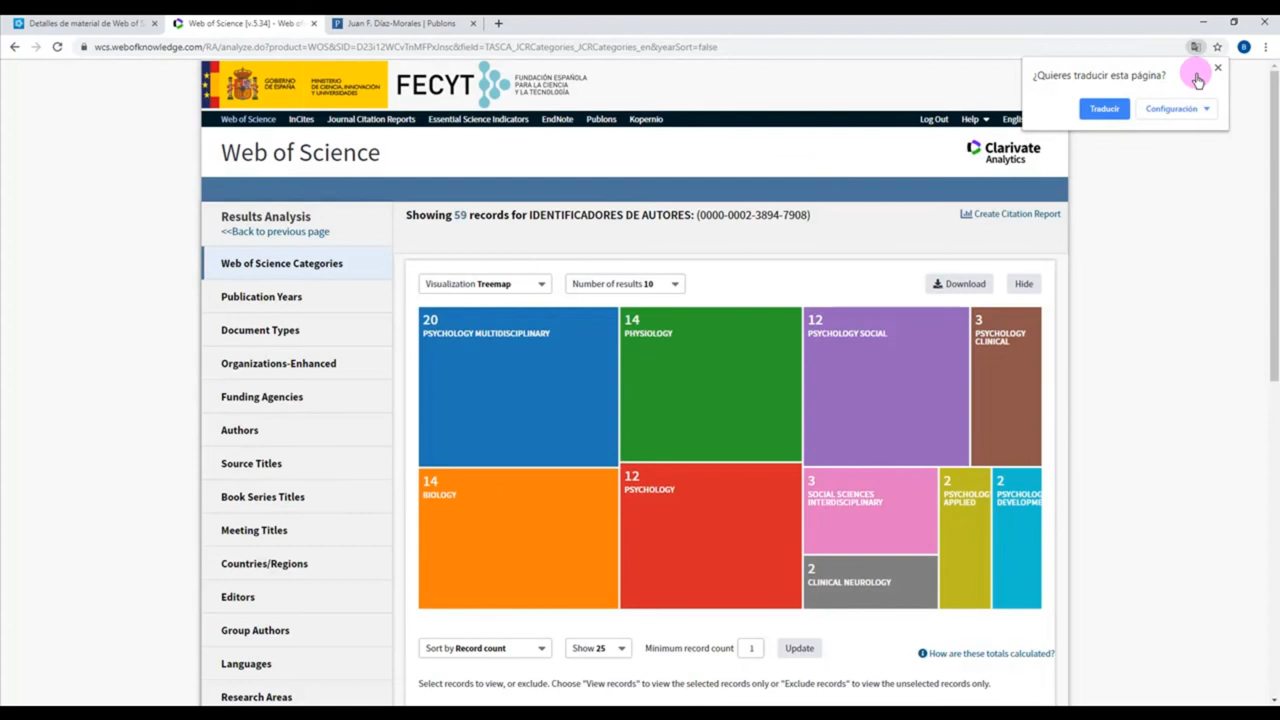 Detalles de material de Web of S
Web of Science [v.5.34] - Web of
Juan F. Díaz-Morales | Publons
wcs.webofknowledge.com/RA/analyze.do?product=WOS&SID=D23i12WCvTnMFPxJnsc&field=TASCA_JCRCategories_JCRCategories_en&yearSort=false
¿Quieres traducir esta página?
Traducir
Configuración
GOBIERNO DE ESPAÑA
MINISTERIO DE CIENCIA, INNOVACIÓN Y UNIVERSIDADES
FECYT
FUNDACIÓN ESPAÑOLA
PARA LA CIENCIA
Y LA TECNOLOGÍA
Web of Science InCites Journal Citation Reports Essential Science Indicators EndNote Publons Kopernio Log Out Help Englis
Web of Science
Clarivate
Analytics
Results Analysis
<<Back to previous page
Showing 59 records for IDENTIFICADORES DE AUTORES: (0000-0002-3894-7908)
Create Citation Report
Web of Science Categories
Publication Years
Document Types
Organizations-Enhanced
Funding Agencies
Authors
Source Titles
Book Series Titles
Meeting Titles
Countries/Regions
Editors
Group Authors
Languages
Research Areas
Visualization Treemap
Number of results 10
Download
Hide
20
PSYCHOLOGY MULTIDISCIPLINARY
14
PHYSIOLOGY
12
PSYCHOLOGY SOCIAL
3
PSYCHOLOGY
CLINICAL
14
BIOLOGY
12
PSYCHOLOGY
3
SOCIAL SCIENCES
INTERDISCIPLINARY
2
PSYCHOLOG
APPLIED
2
PSYCHOLOG
DEVELOPME
2
CLINICAL NEUROLOGY
Sort by Record count
Show 25
Minimum record count 1
Update
How are these totals calculated?
Select records to view, or exclude. Choose "View records" to view the selected records only or "Exclude records" to view the unselected records only.